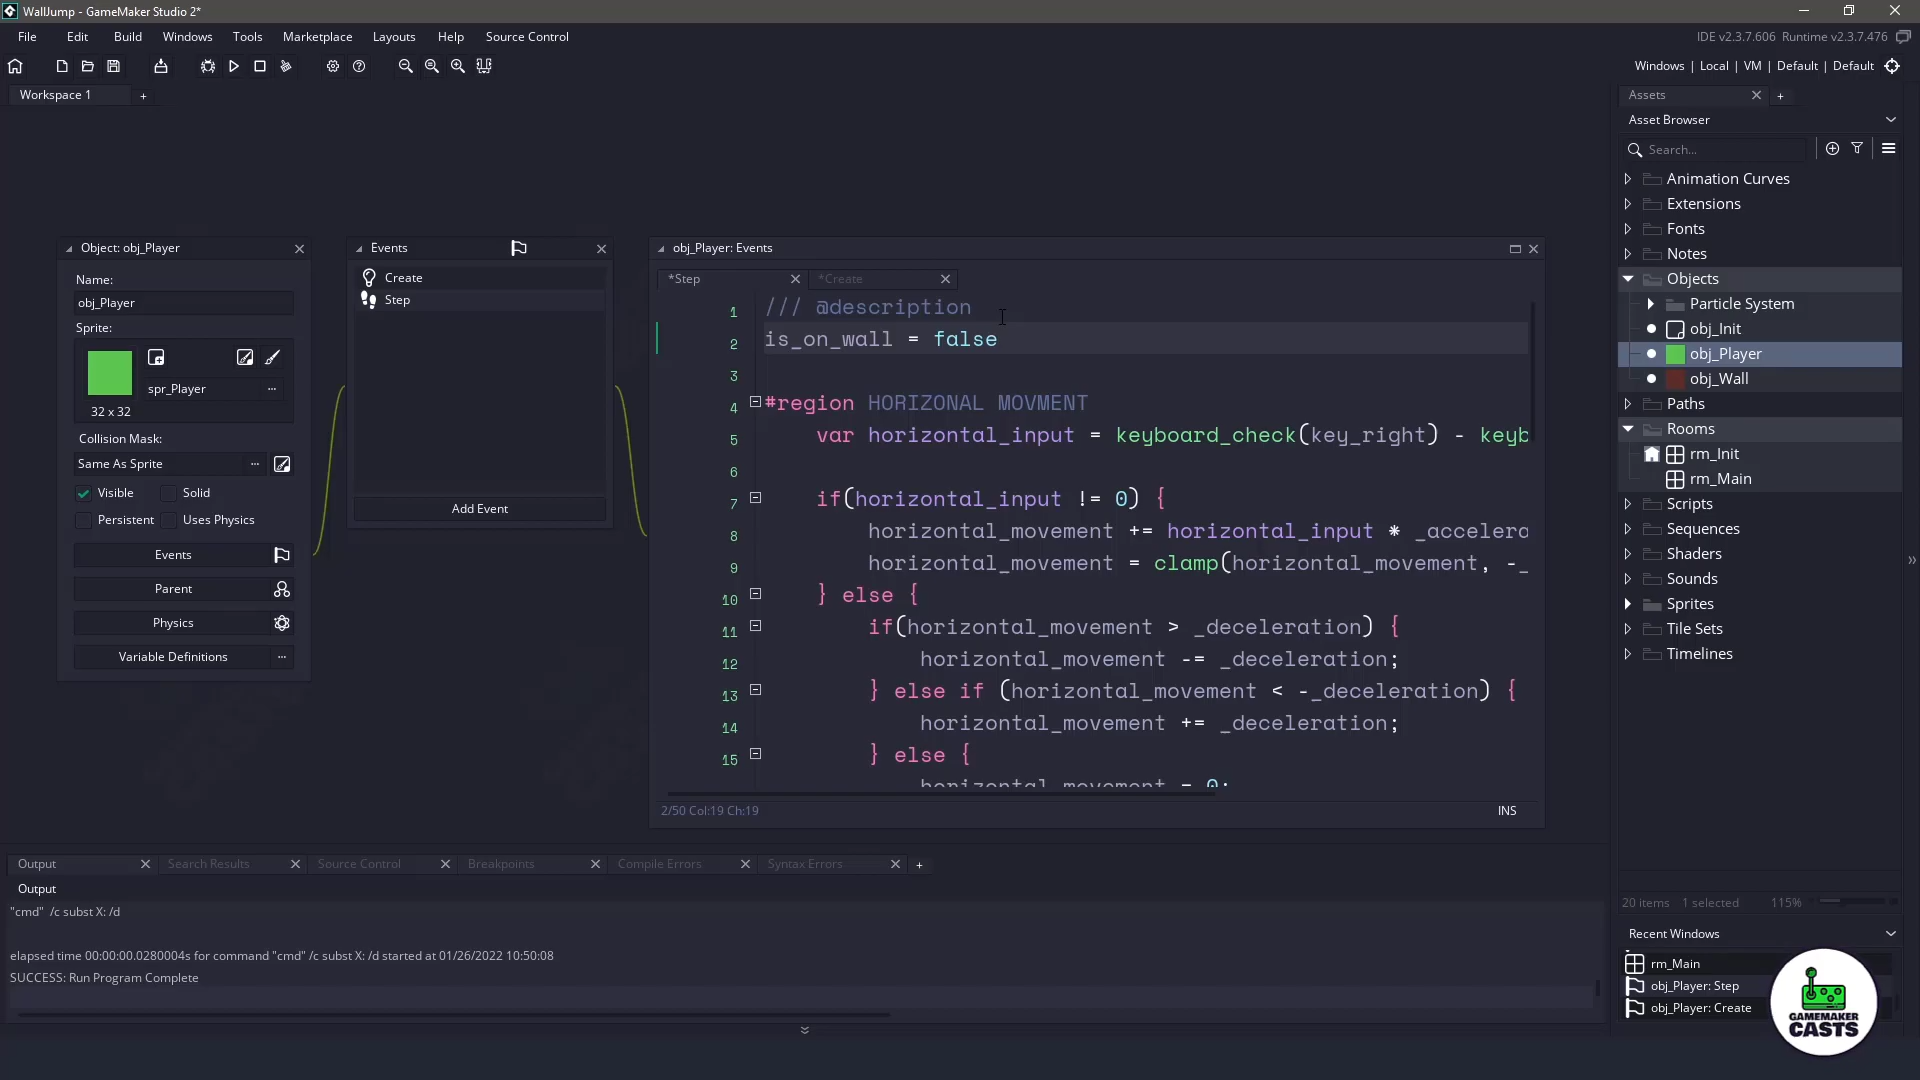 WallJump - GameMaker Studio 2*
File Edit Build Windows Tools Marketplace Layouts Help Source Control
IDE v2.3.7.606 Runtime v2.3.7.476
Windows | Local | VM | Default | Default
Workspace 1 +
Object: obj_Player
Name:
obj_Player
Sprite:
spr_Player
...
32 x 32
Collision Mask:
Same As Sprite ...
Visible Solid
Persistent Uses Physics
Events
Parent
Physics
Variable Definitions ...
Events
Create
Step
Add Event
obj_Player: Events
*Step *Create
1 /// @description
2 is_on_wall = false
3
4 #region HORIZONAL MOVMENT
5 var horizontal_input = keyboard_check(key_right) - keyb
6
7 if(horizontal_input != 0) {
8 horizontal_movement += horizontal_input * _accelera
9 horizontal_movement = clamp(horizontal_movement, -_
10 } else {
11 if(horizontal_movement > _deceleration) {
12 horizontal_movement -= _deceleration;
13 } else if (horizontal_movement < -_deceleration) {
14 horizontal_movement += _deceleration;
15 } else {
horizontal_movement = 0;
2/50 Col:19 Ch:19 INS
Assets +
Asset Browser
Search...
Animation Curves
Extensions
Fonts
Notes
Objects
Particle System
obj_Init
obj_Player
obj_Wall
Paths
Rooms
rm_Init
rm_Main
Scripts
Sequences
Shaders
Sounds
Sprites
Tile Sets
Timelines
20 items 1 selected 115%
Recent Windows
rm_Main
obj_Player: Step
obj_Player: Create
Output Search Results Source Control Breakpoints Compile Errors Syntax Errors +
Output
"cmd" /c subst X: /d
elapsed time 00:00:00.0280004s for command "cmd" /c subst X: /d started at 01/26/2022 10:50:08
SUCCESS: Run Program Complete
GAMEMAKER
CASTS